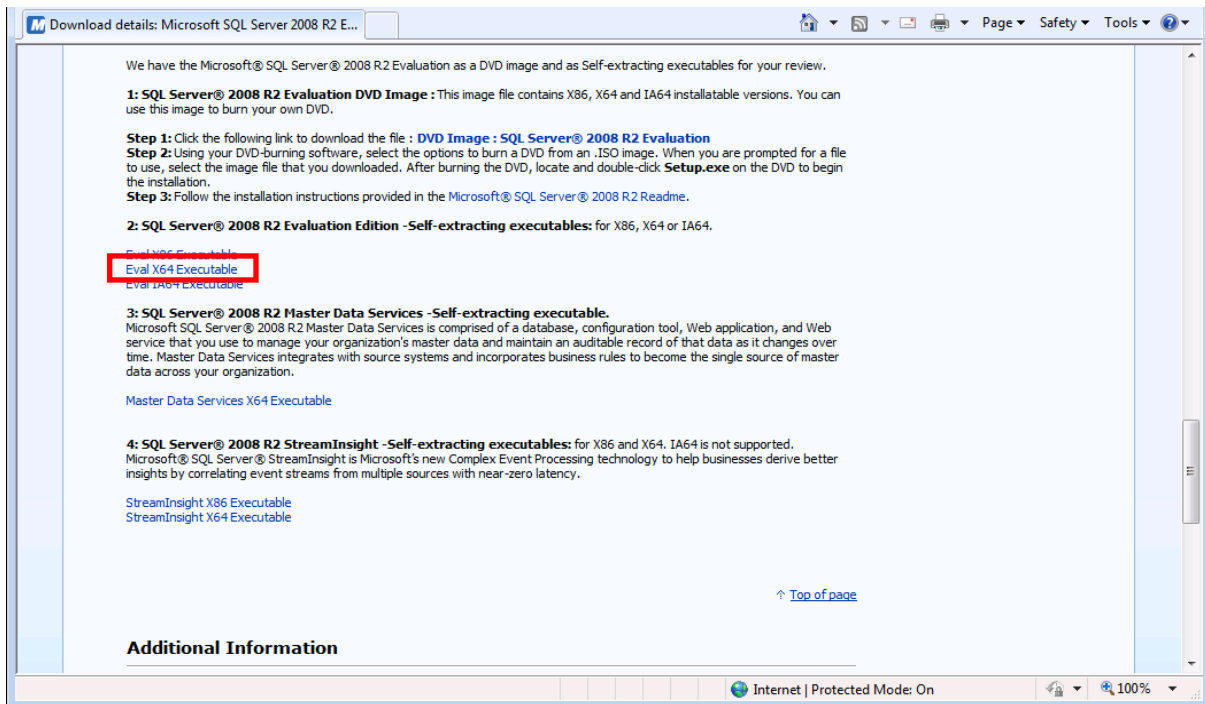 Download details: Microsoft SQL Server 2008 R2 E...
Page Safety Tools
We have the Microsoft® SQL Server® 2008 R2 Evaluation as a DVD image and as Self-extracting executables for your review.
1: SQL Server® 2008 R2 Evaluation DVD Image : This image file contains X86, X64 and IA64 installatable versions. You can
use this image to burn your own DVD.
Step 1: Click the following link to download the file : DVD Image : SQL Server® 2008 R2 Evaluation
Step 2: Using your DVD-burning software, select the options to burn a DVD from an .ISO image. When you are prompted for a file
to use, select the image file that you downloaded. After burning the DVD, locate and double-click Setup.exe on the DVD to begin
the installation.
Step 3: Follow the installation instructions provided in the Microsoft® SQL Server® 2008 R2 Readme.
2: SQL Server® 2008 R2 Evaluation Edition -Self-extracting executables: for X86, X64 or IA64.
Eval X86 Executable
Eval X64 Executable
Eval IA64 Executable
3: SQL Server® 2008 R2 Master Data Services -Self-extracting executable.
Microsoft SQL Server® 2008 R2 Master Data Services is comprised of a database, configuration tool, Web application, and Web
service that you use to manage your organization's master data and maintain an auditable record of that data as it changes over
time. Master Data Services integrates with source systems and incorporates business rules to become the single source of master
data across your organization.
Master Data Services X64 Executable
4: SQL Server® 2008 R2 StreamInsight -Self-extracting executables: for X86 and X64. IA64 is not supported.
Microsoft® SQL Server® StreamInsight is Microsoft's new Complex Event Processing technology to help businesses derive better
insights by correlating event streams from multiple sources with near-zero latency.
StreamInsight X86 Executable
StreamInsight X64 Executable
Top of page
Additional Information
Internet | Protected Mode: On
100%